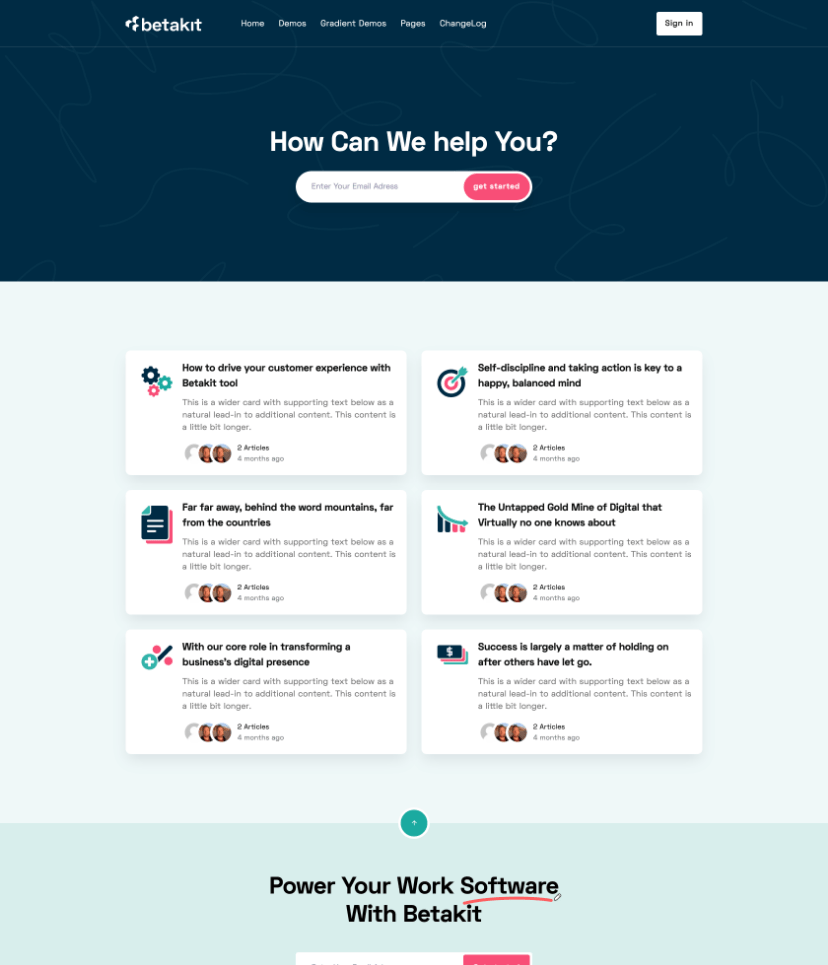 betakit
Home Demos Gradient Demos Pages ChangeLog
Sign in
How Can We help You?
Enter Your Email Adress
get started
How to drive your customer experience with
Betakit tool
This is a wider card with supporting text below as a
natural lead-in to additional content. This content is
a little bit longer.
2 Articles
4 months ago
Self-discipline and taking action is key to a
happy, balanced mind
This is a wider card with supporting text below as a
natural lead-in to additional content. This content is
a little bit longer.
2 Articles
4 months ago
Far far away, behind the word mountains, far
from the countries
This is a wider card with supporting text below as a
natural lead-in to additional content. This content is
a little bit longer.
2 Articles
4 months ago
The Untapped Gold Mine of Digital that
Virtually no one knows about
This is a wider card with supporting text below as a
natural lead-in to additional content. This content is
a little bit longer.
2 Articles
4 months ago
With our core role in transforming a
business's digital presence
This is a wider card with supporting text below as a
natural lead-in to additional content. This content is
a little bit longer.
2 Articles
4 months ago
$
Success is largely a matter of holding on
after others have let go.
This is a wider card with supporting text below as a
natural lead-in to additional content. This content is
a little bit longer.
2 Articles
4 months ago
Power Your Work Software
With Betakit